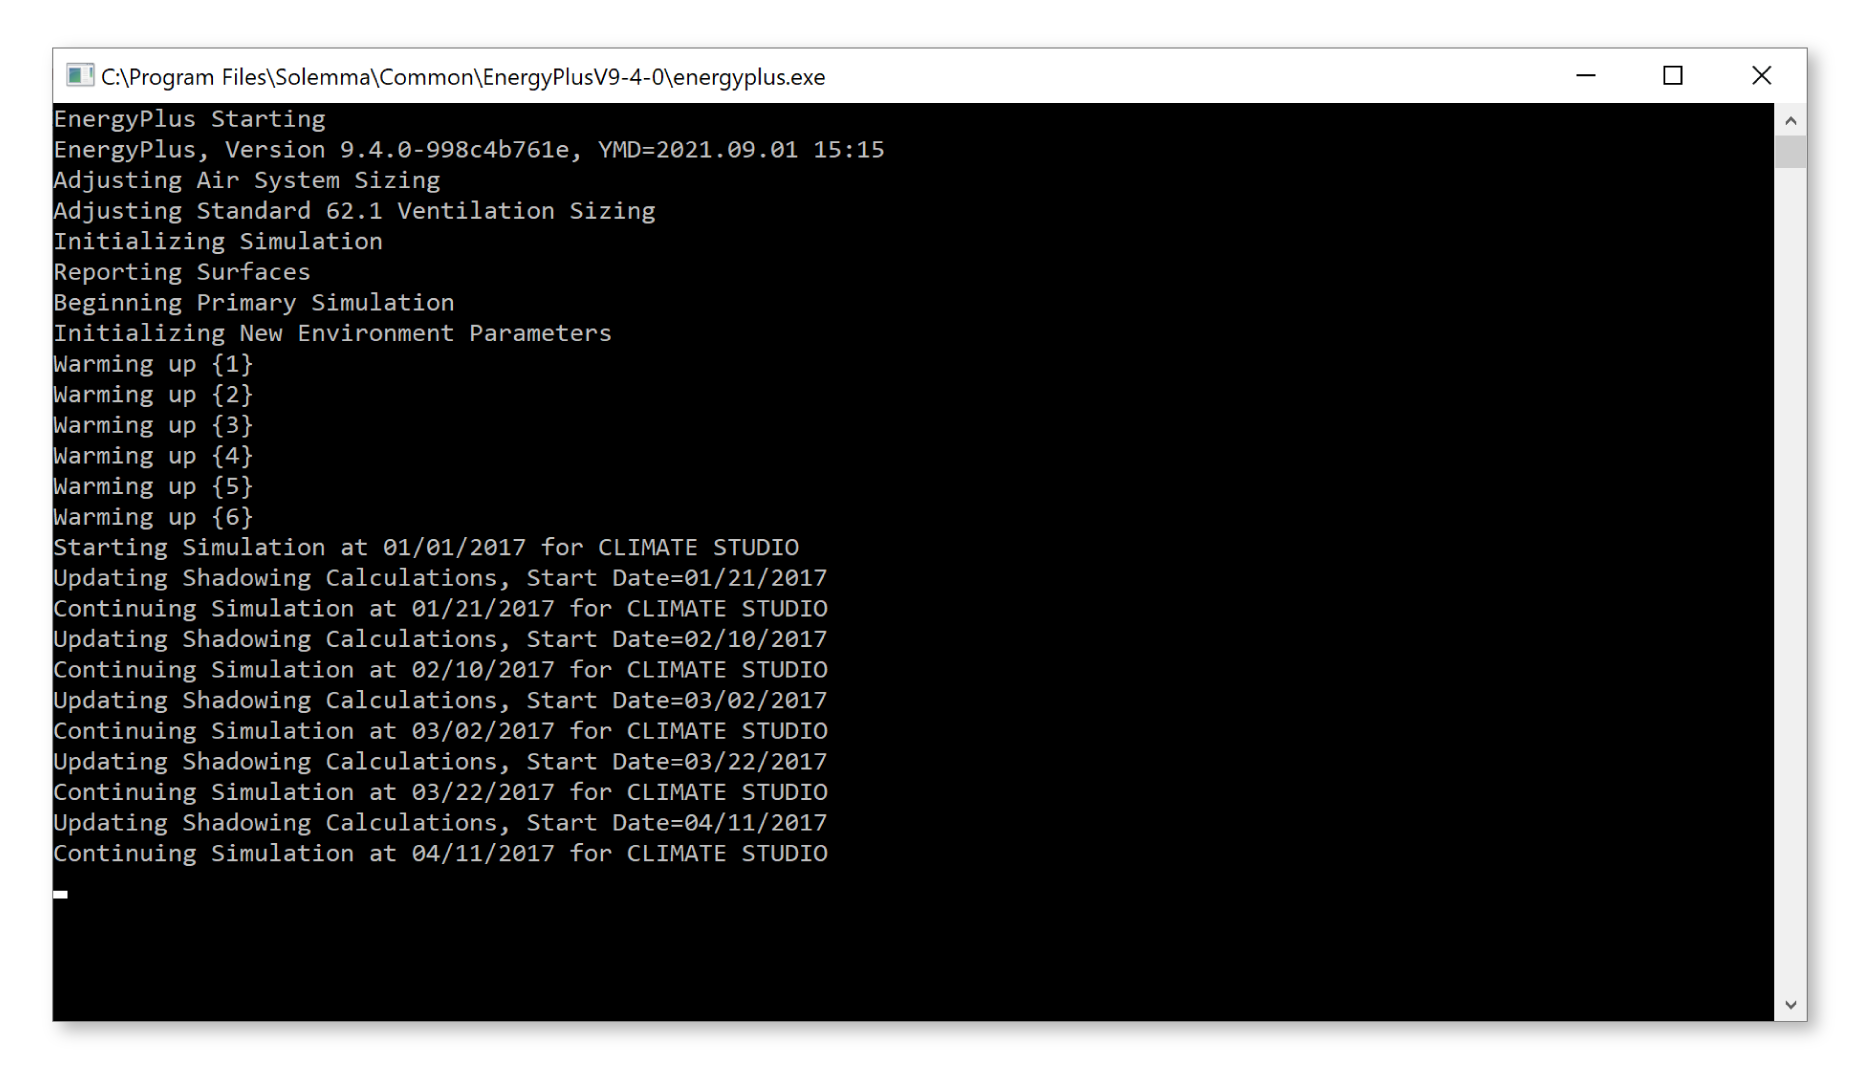 C:\Program Files\Solemma\Common\EnergyPlusV9-4-0\energyplus.exe
EnergyPlus Starting
EnergyPlus, Version 9.4.0-998c4b761e, YMD=2021.09.01 15:15
Adjusting Air System Sizing
Adjusting Standard 62.1 Ventilation Sizing
Initializing Simulation
Reporting Surfaces
Beginning Primary Simulation
Initializing New Environment Parameters
Warming up {1}
Warming up {2}
Warming up {3}
Warming up {4}
Warming up {5}
Warming up {6}
Starting Simulation at 01/01/2017 for CLIMATE STUDIO
Updating Shadowing Calculations, Start Date=01/21/2017
Continuing Simulation at 01/21/2017 for CLIMATE STUDIO
Updating Shadowing Calculations, Start Date=02/10/2017
Continuing Simulation at 02/10/2017 for CLIMATE STUDIO
Updating Shadowing Calculations, Start Date=03/02/2017
Continuing Simulation at 03/02/2017 for CLIMATE STUDIO
Updating Shadowing Calculations, Start Date=03/22/2017
Continuing Simulation at 03/22/2017 for CLIMATE STUDIO
Updating Shadowing Calculations, Start Date=04/11/2017
Continuing Simulation at 04/11/2017 for CLIMATE STUDIO